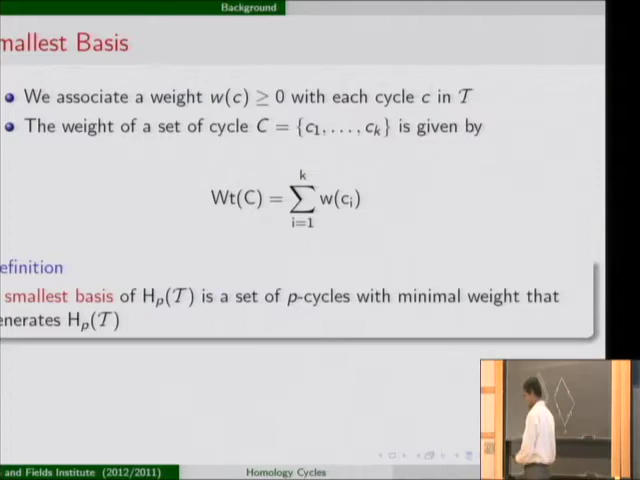 Background
mallest Basis
We associate a weight w(c) ≥ 0 with each cycle c in 𝒯
The weight of a set of cycle C = {c₁, . . . , cₖ} is given by
Wt(C) = ∑ᵢ₌₁ᵏ w(cᵢ)
efinition
smallest basis of Hₚ(𝒯) is a set of p-cycles with minimal weight that
enerates Hₚ(𝒯)
and Fields Institute (2012/2011) Homology Cycles